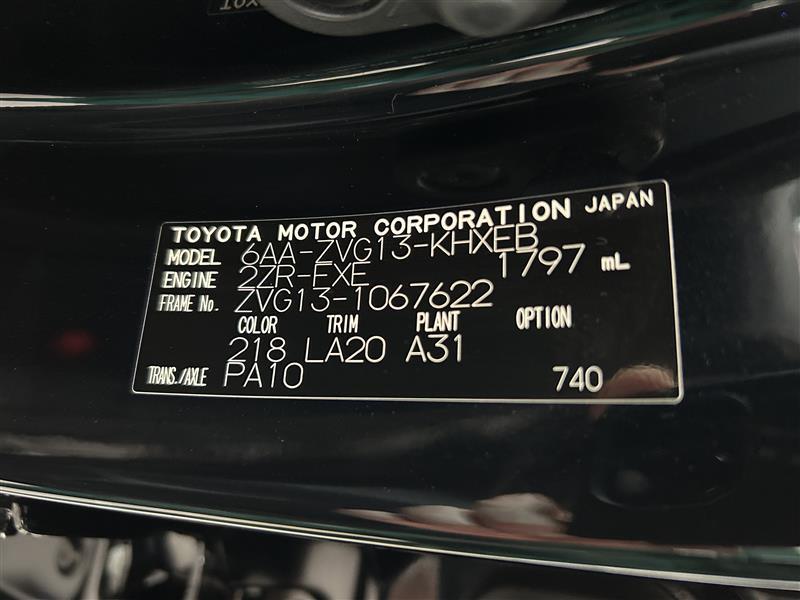 TOYOTA MOTOR CORPORATION JAPAN
MODEL 6AA-ZVG13-KHXEB
ENGINE 2ZR-FXE 1797 mL
FRAME No. ZVG13-1067622
COLOR TRIM PLANT OPTION
218 LA20 A31
TRANS./AXLE PA10 740